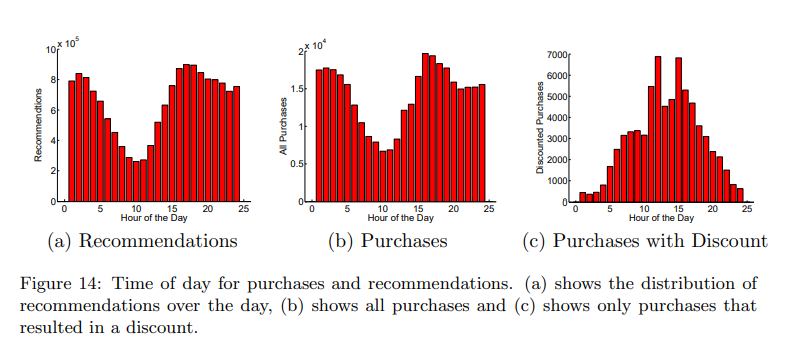 10 x 10^5
8
6
4
2
0
Recommendtions
0 5 10 15 20 25
Hour of the Day
(a) Recommendations
2 x 10^4
1.5
1
0.5
0
All Purchases
0 5 10 15 20 25
Hour of the Day
(b) Purchases
7000
6000
5000
4000
3000
2000
1000
0
Discounted Purchases
0 5 10 15 20 25
Hour of the Day
(c) Purchases with Discount
Figure 14: Time of day for purchases and recommendations. (a) shows the distribution of
recommendations over the day, (b) shows all purchases and (c) shows only purchases that
resulted in a discount.